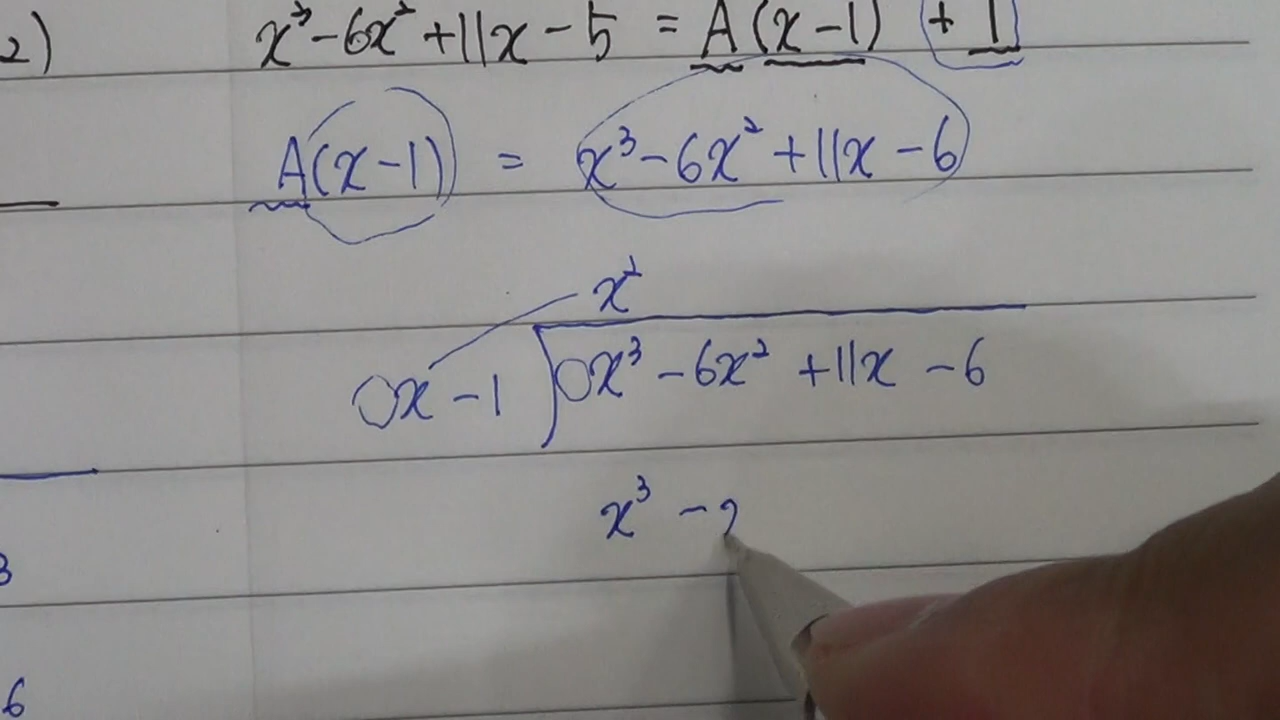 2) x³-6x²+11x-5 = A(x-1) +1
A(x-1) = x³-6x²+11x-6
x²
x-1 x³-6x²+11x-6
x³ -
3
6